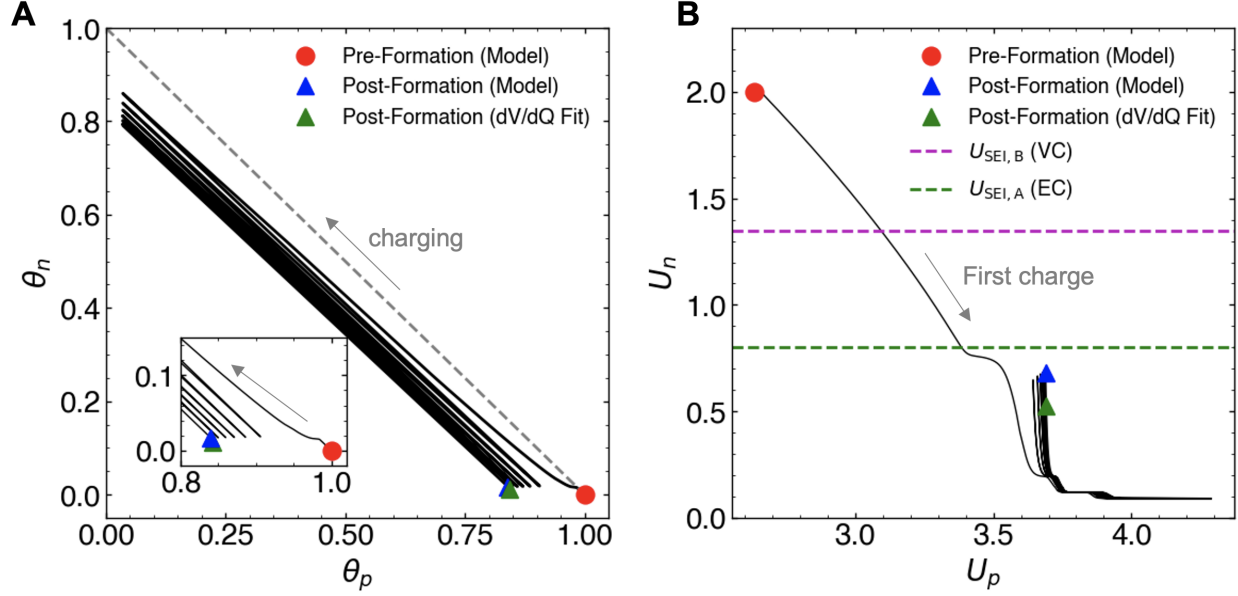 A
1.0
0.8
0.6
0.4
0.2
0.0
θn
Pre-Formation (Model)
Post-Formation (Model)
Post-Formation (dV/dQ Fit)
charging
0.1
0.0
0.8
1.0
0.00
0.25
0.50
0.75
1.00
θp
B
2.0
1.5
1.0
0.5
0.0
Un
Pre-Formation (Model)
Post-Formation (Model)
Post-Formation (dV/dQ Fit)
USEI, B (VC)
USEI, A (EC)
First charge
3.0
3.5
4.0
Up